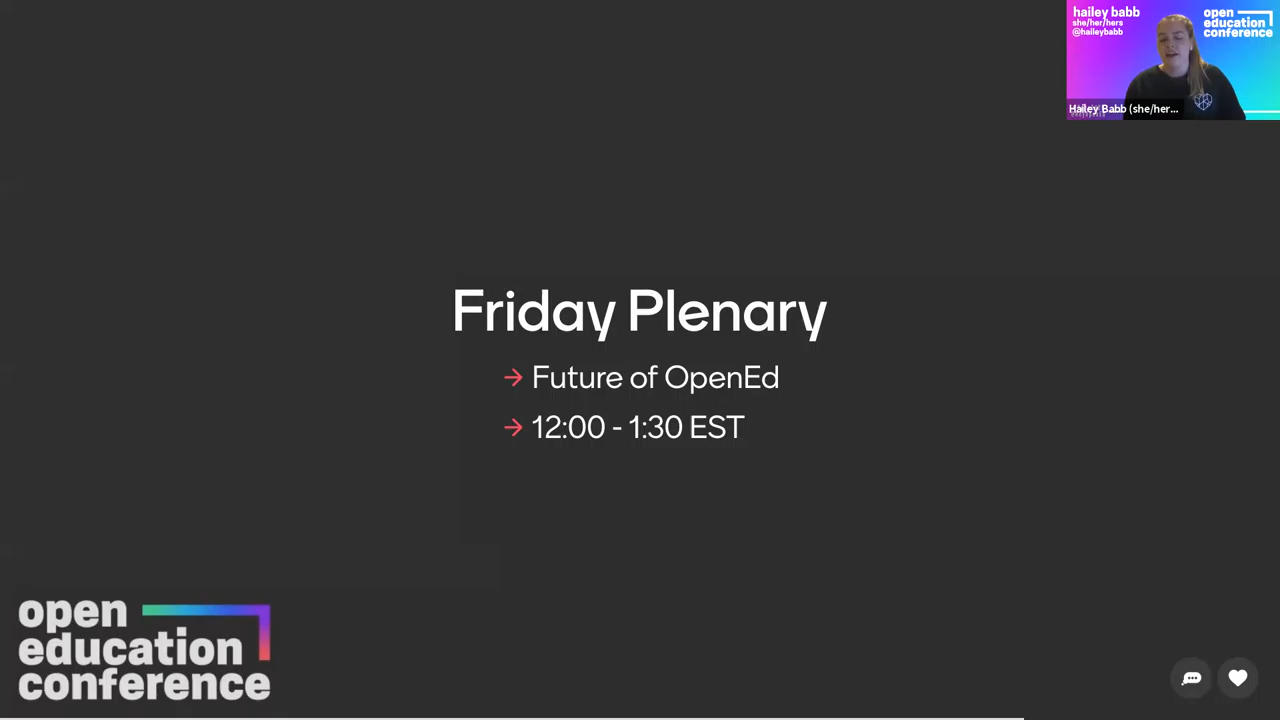 hailey babb
she/her/hers
@haileybabb
open
education
conference
Hailey Babb (she/her...
Friday Plenary
→ Future of OpenEd
→ 12:00 - 1:30 EST
open
education
conference